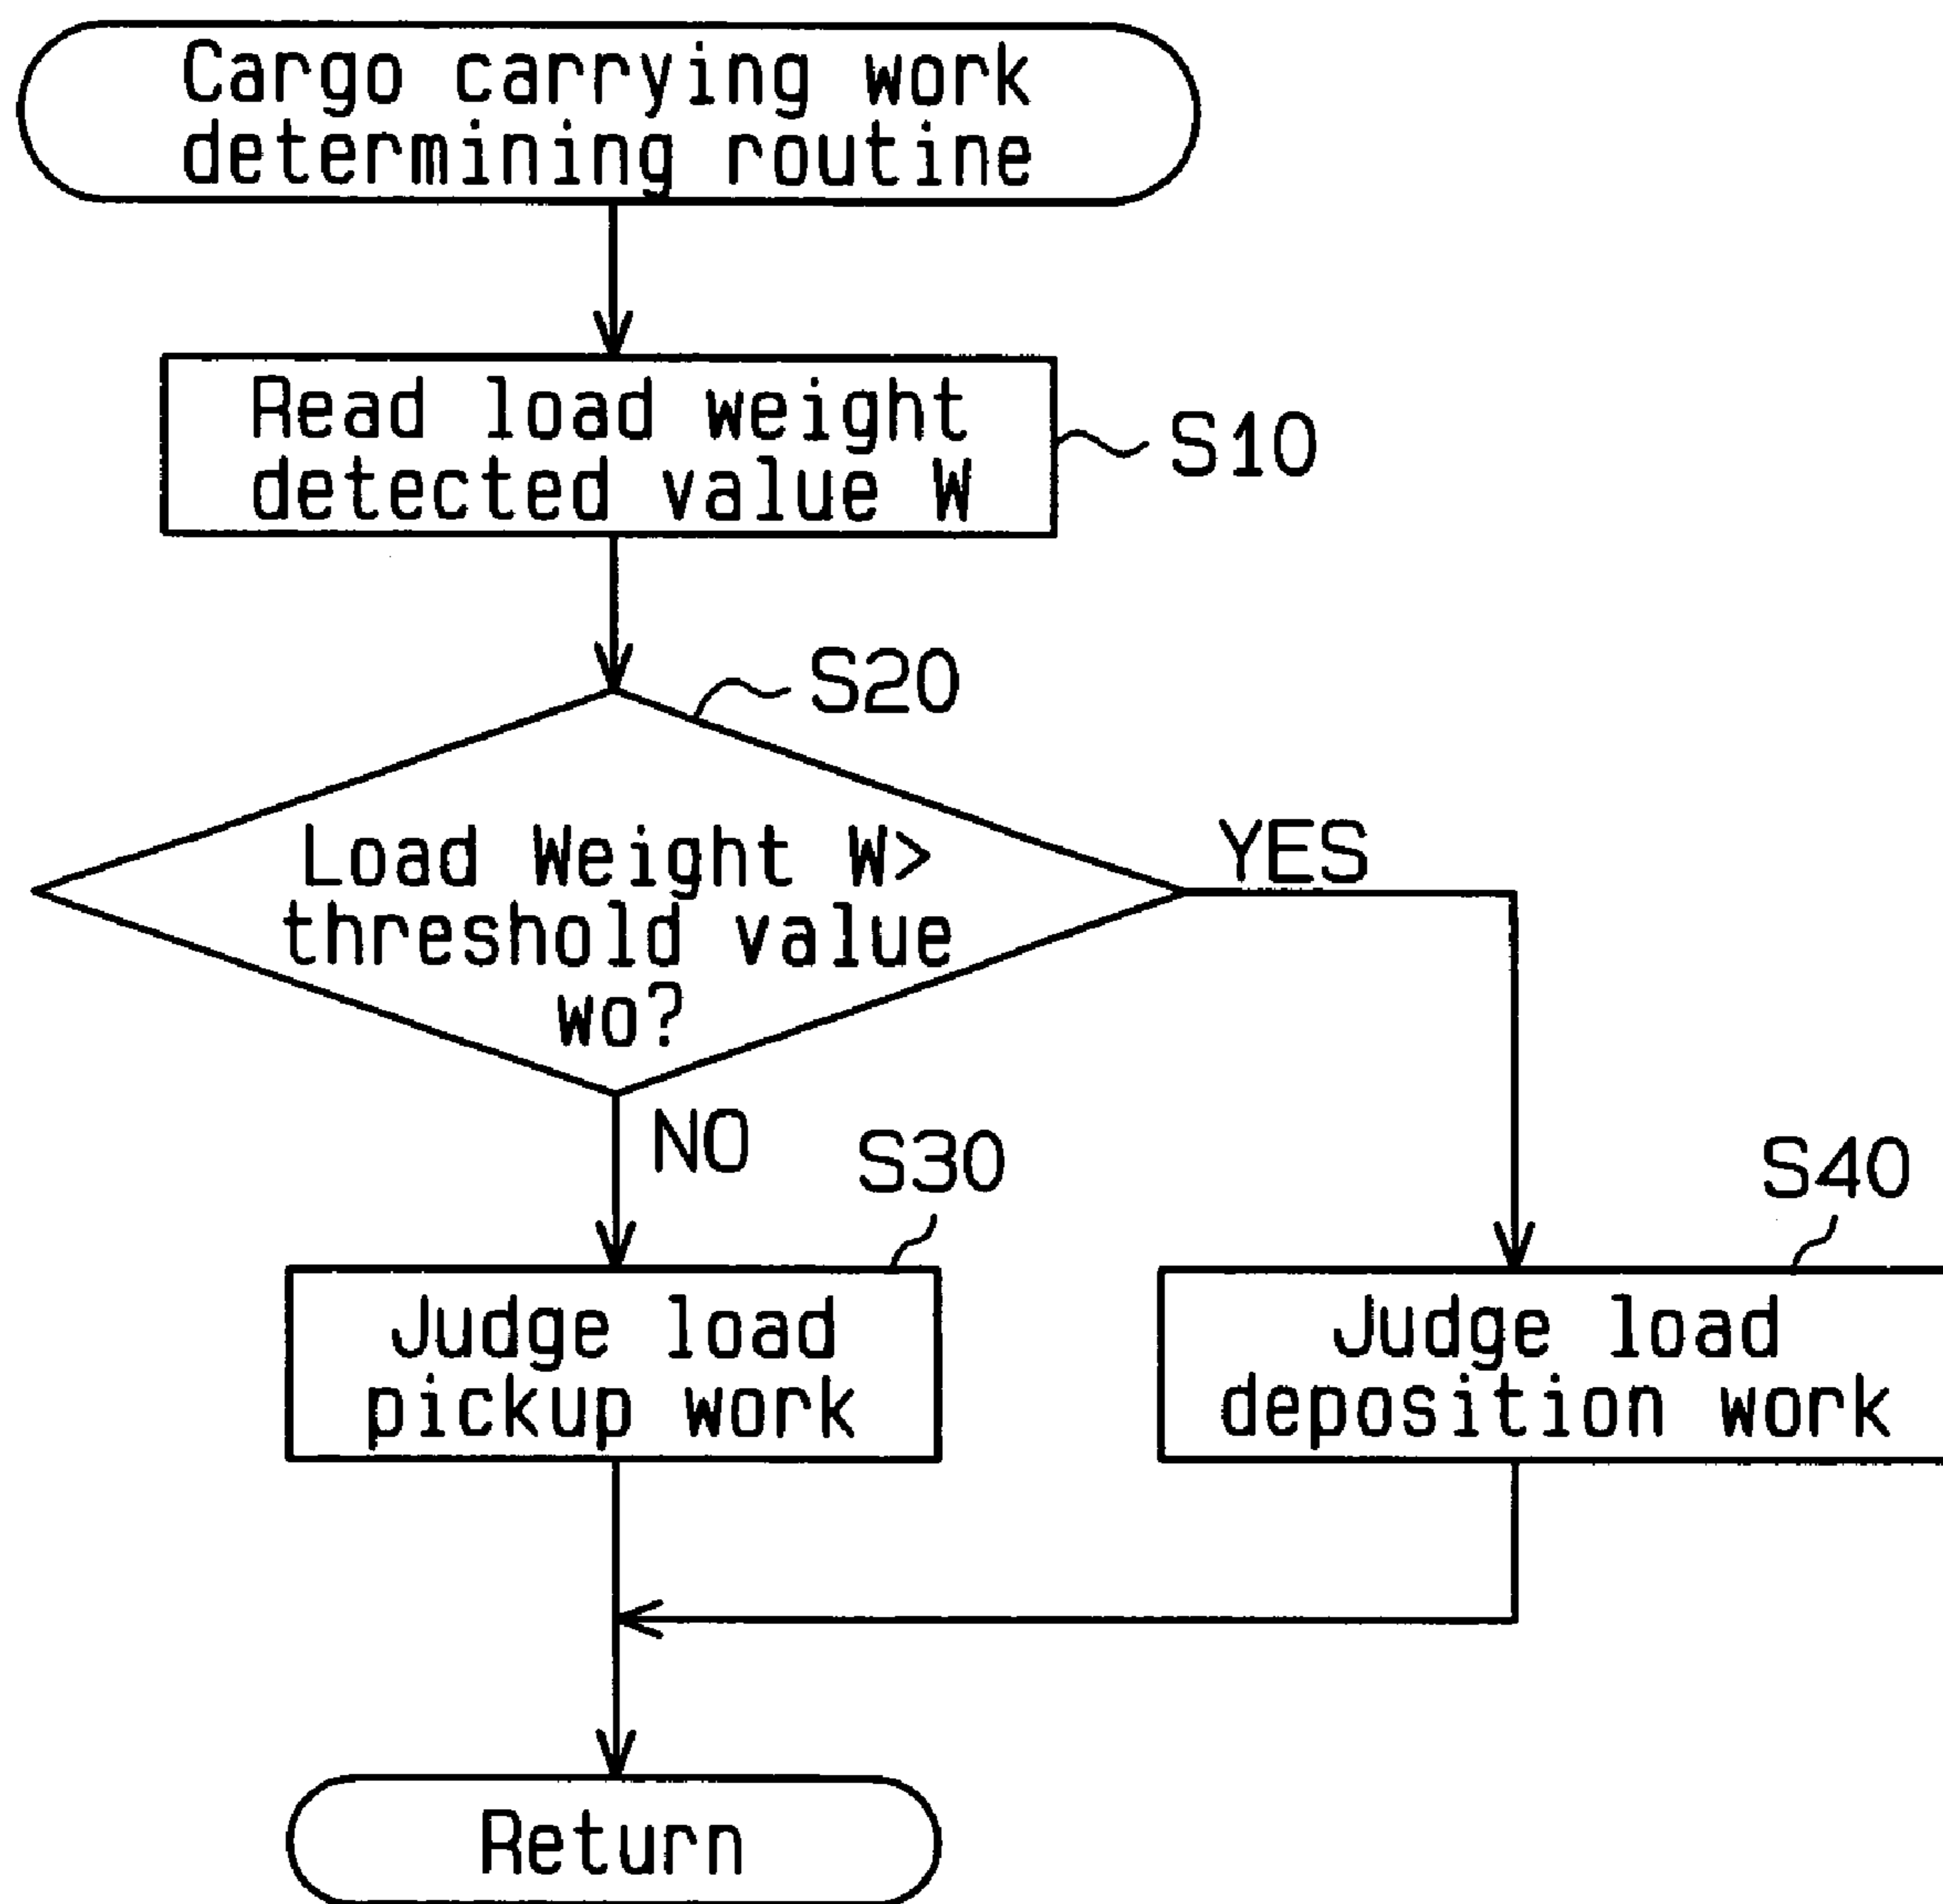 Cargo carrying work
determining routine
Read load weight
detected value W
S10
S20
Load Weight W>
threshold value
wo?
YES
NO
S30
S40
Judge load
pickup work
Judge load
deposition work
Return